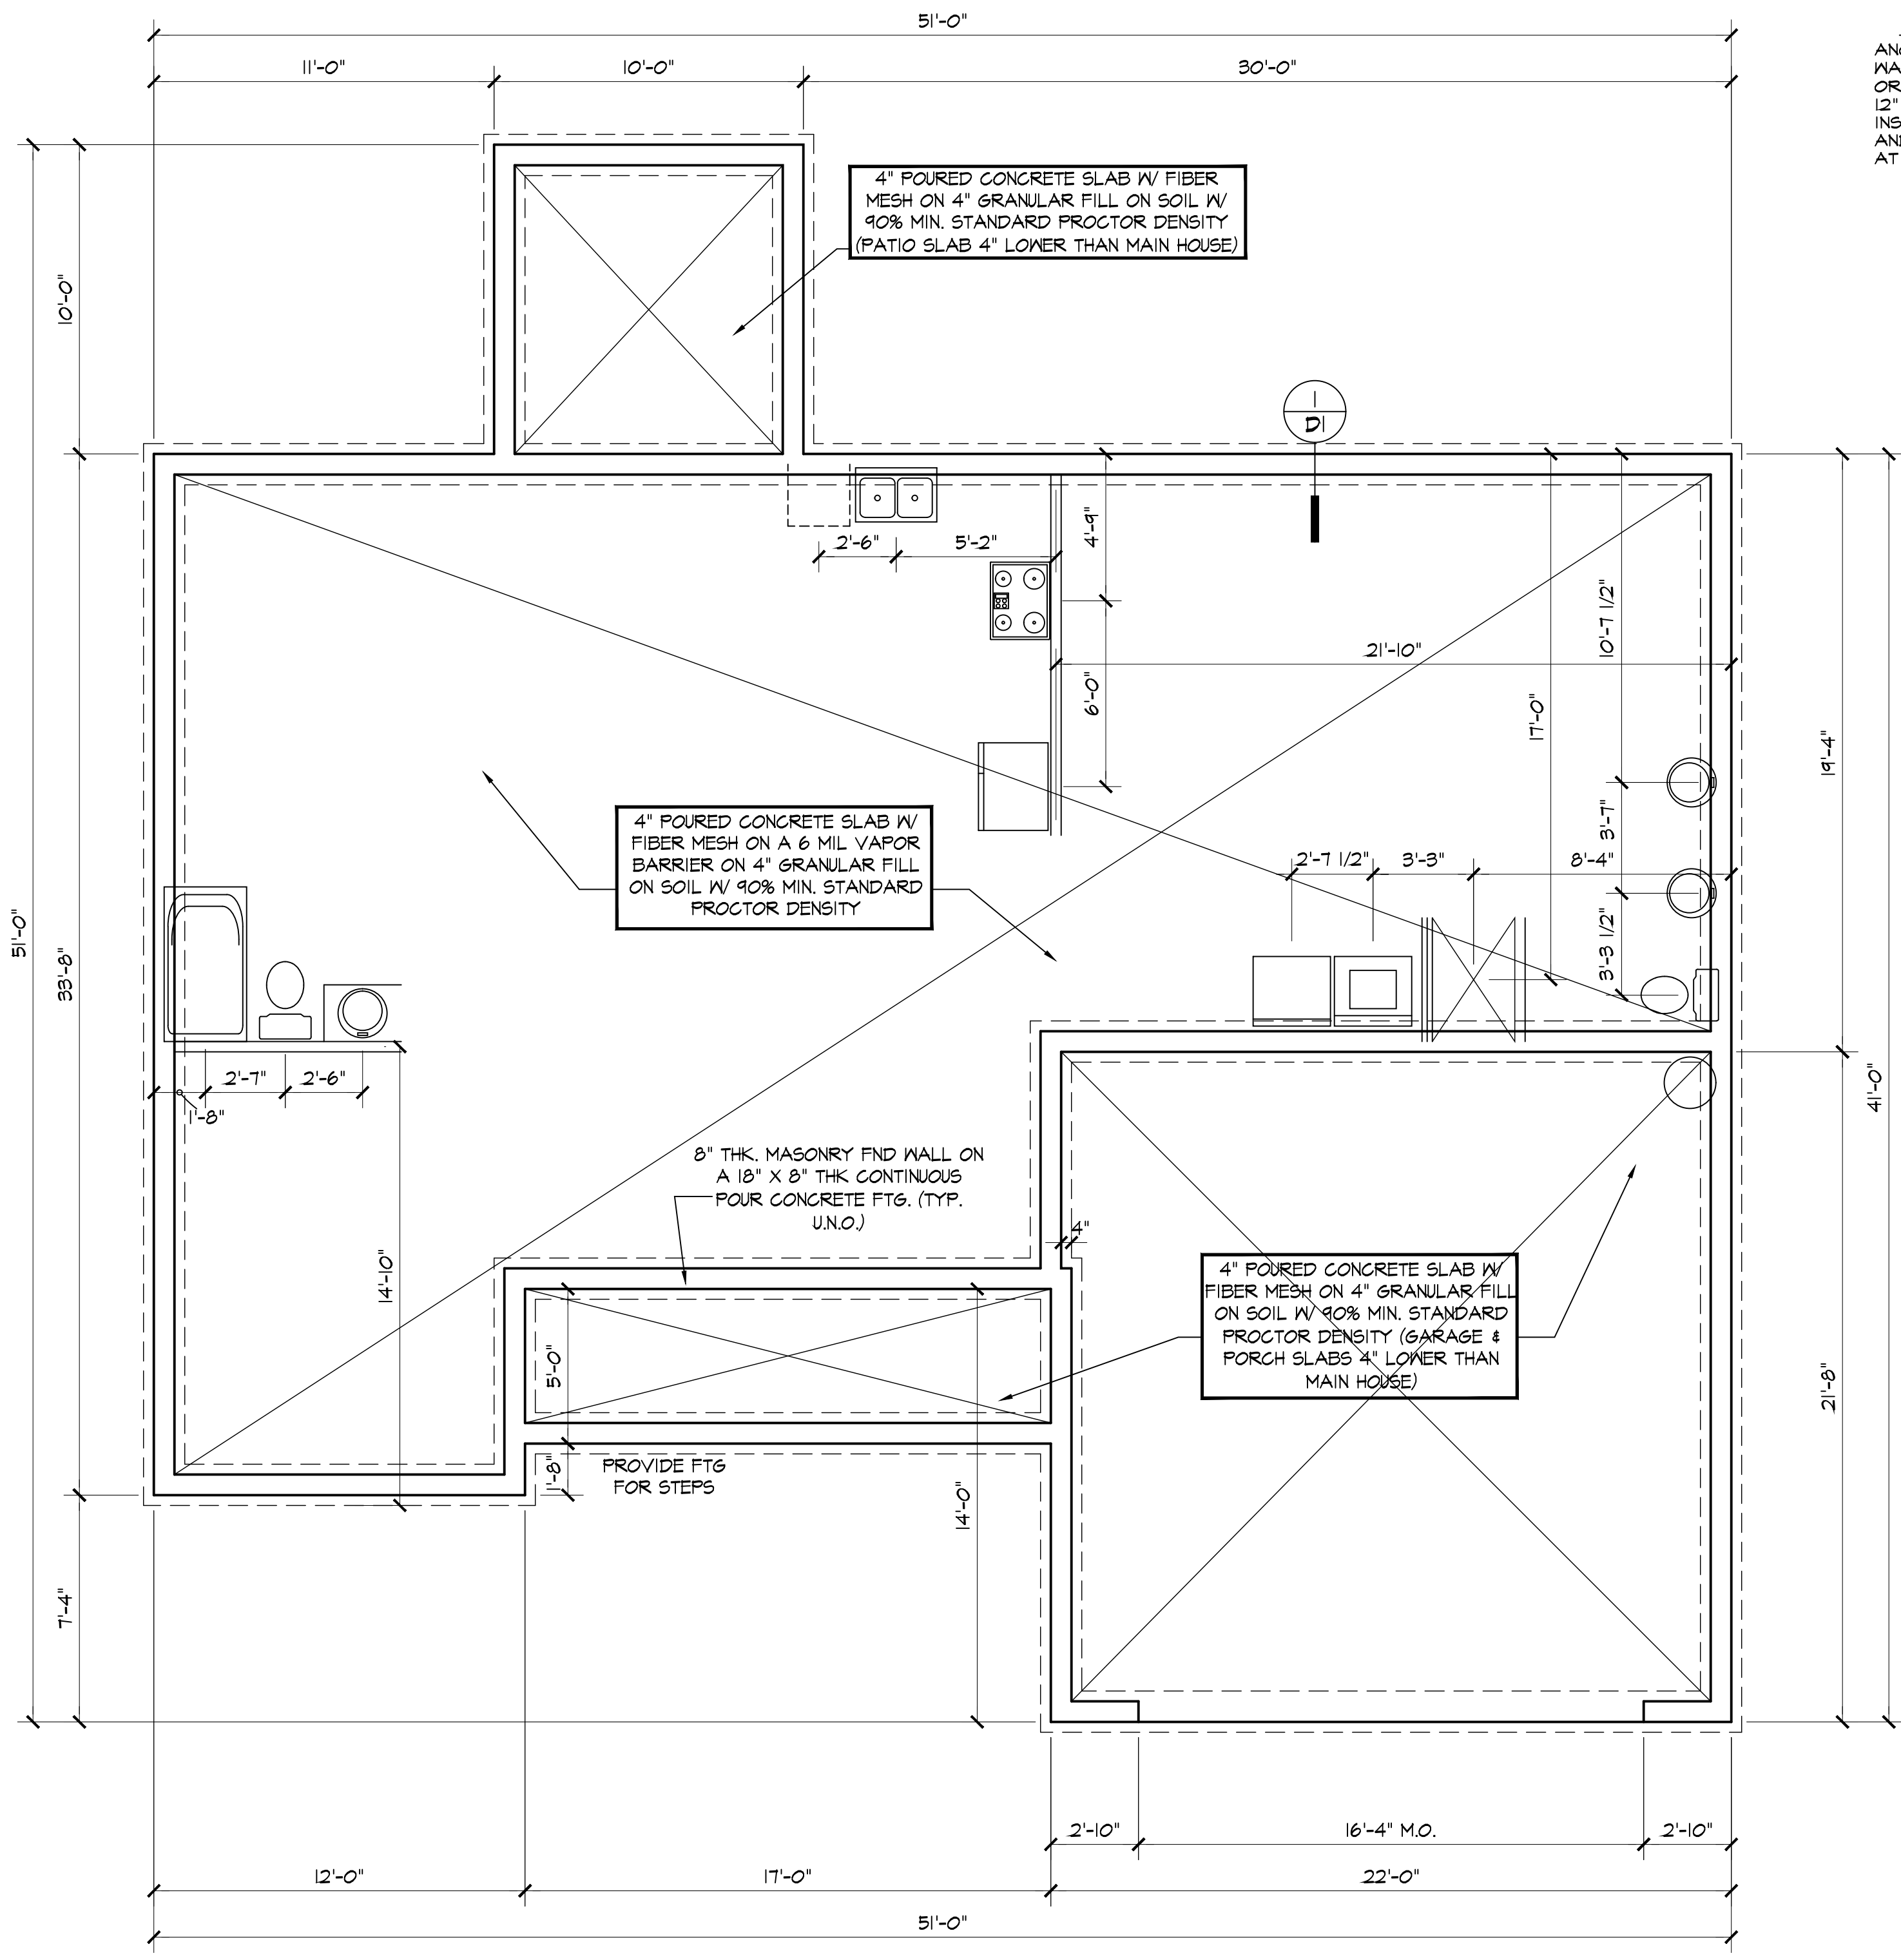 51'-0"
11'-0"
10'-0"
30'-0"
12"
AT
4" POURED CONCRETE SLAB W/ FIBER
MESH ON 4" GRANULAR FILL ON SOIL W/
90% MIN. STANDARD PROCTOR DENSITY
(PATIO SLAB 4" LOWER THAN MAIN HOUSE)
10'-0"
1
D1
2'-6"
5'-2"
4'-9"
10'-7 1/2"
21'-10"
6'-0"
17'-0"
19'-4"
4" POURED CONCRETE SLAB W/
FIBER MESH ON A 6 MIL VAPOR
BARRIER ON 4" GRANULAR FILL
ON SOIL W/ 90% MIN. STANDARD
PROCTOR DENSITY
3'-7"
2'-7 1/2"
3'-3"
8'-4"
51'-0"
33'-8"
3'-3 1/2"
2'-7"
2'-6"
1'-8"
41'-0"
8" THK. MASONRY FND WALL ON
A 18" X 8" THK CONTINUOUS
POUR CONCRETE FTG. (TYP.
U.N.O.)
4"
14'-10"
4" POURED CONCRETE SLAB W/
FIBER MESH ON 4" GRANULAR FILL
ON SOIL W/ 90% MIN. STANDARD
PROCTOR DENSITY (GARAGE &
PORCH SLABS 4" LOWER THAN
MAIN HOUSE)
5'-0"
21'-8"
1'-8"
PROVIDE FTG
FOR STEPS
14'-0"
7'-4"
2'-10"
16'-4" M.O.
2'-10"
12'-0"
17'-0"
22'-0"
51'-0"